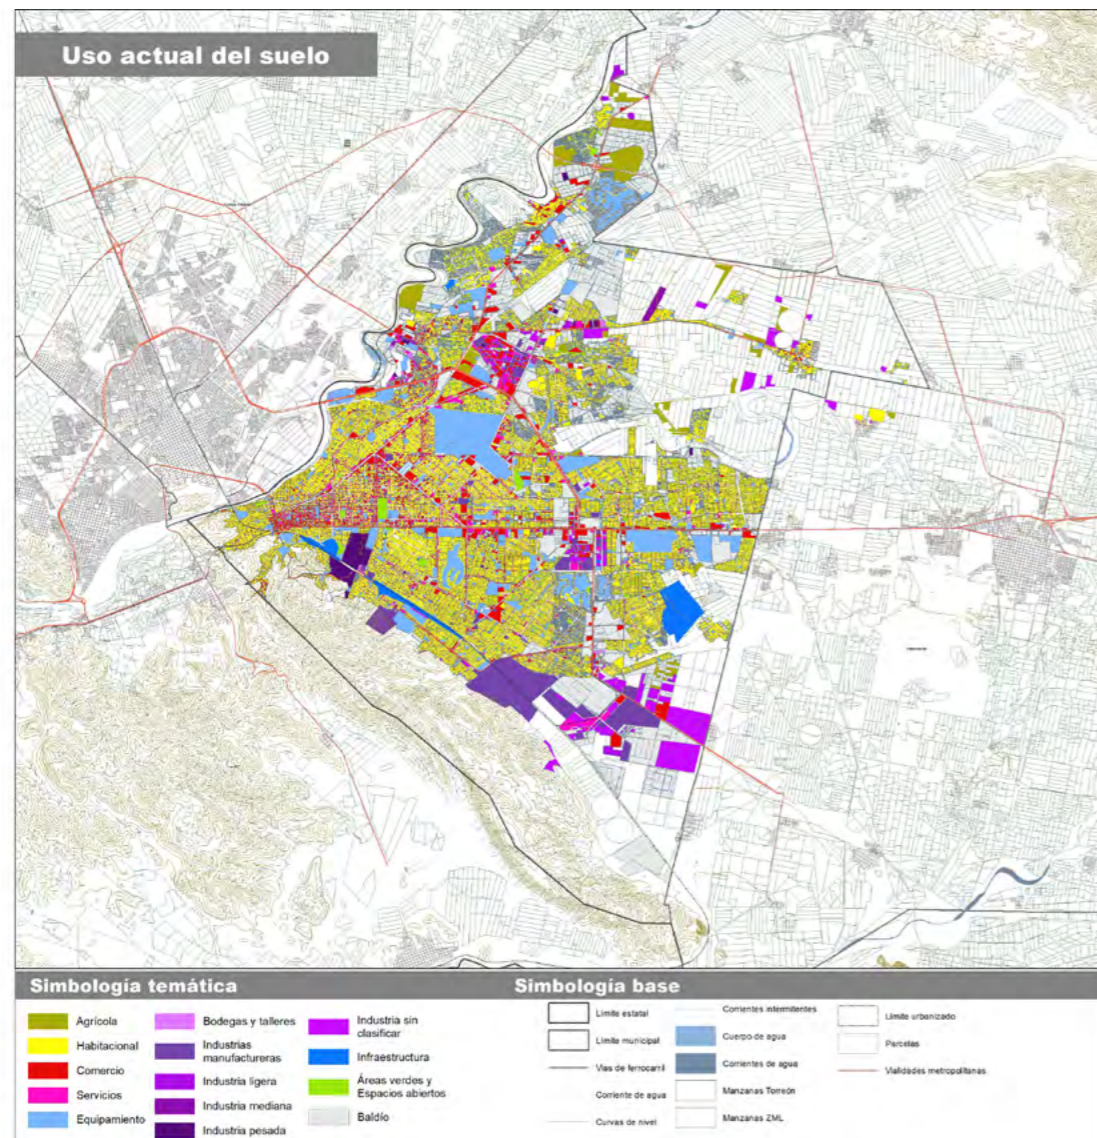 Uso actual del suelo
Simbología temática
Agrícola
Habitacional
Comercio
Servicios
Equipamiento
Bodegas y talleres
Industrias
manufactureras
Industria ligera
Industria mediana
Industria pesada
Industria sin
clasificar
Infraestructura
Áreas verdes y
Espacios abiertos
Baldío
Simbología base
Límite estatal
Límite municipal
Vías de ferrocarril
Corriente de agua
Curvas de nivel
Corrientes intermitentes
Cuerpo de agua
Corrientes de agua
Manzanas Torreón
Manzanas ZML
Límite urbanizado
Parcelas
Vialidades metropolitanas